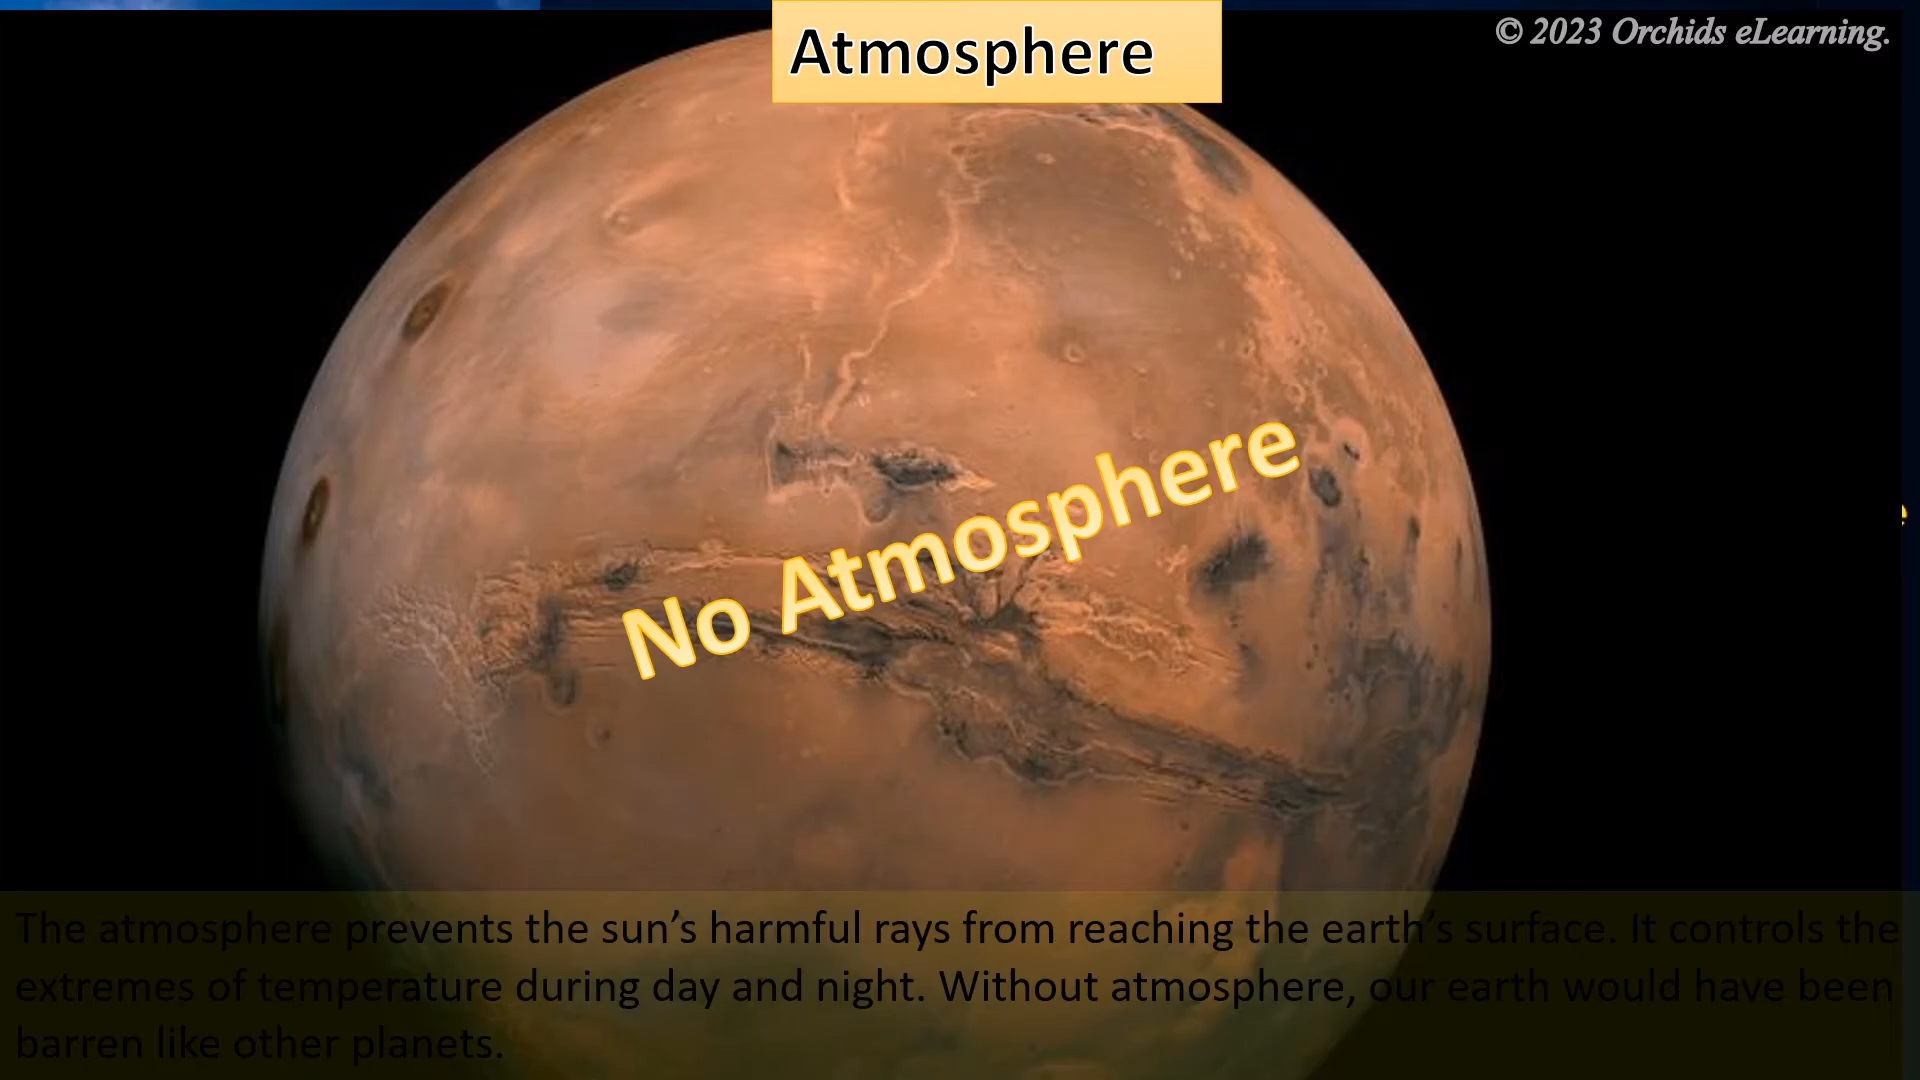 Atmosphere
© 2023 Orchids eLearning.
No Atmosphere
The atmosphere prevents the sun’s harmful rays from reaching the earth’s surface. It controls the
extremes of temperature during day and night. Without atmosphere, our earth would have been
barren like other planets.